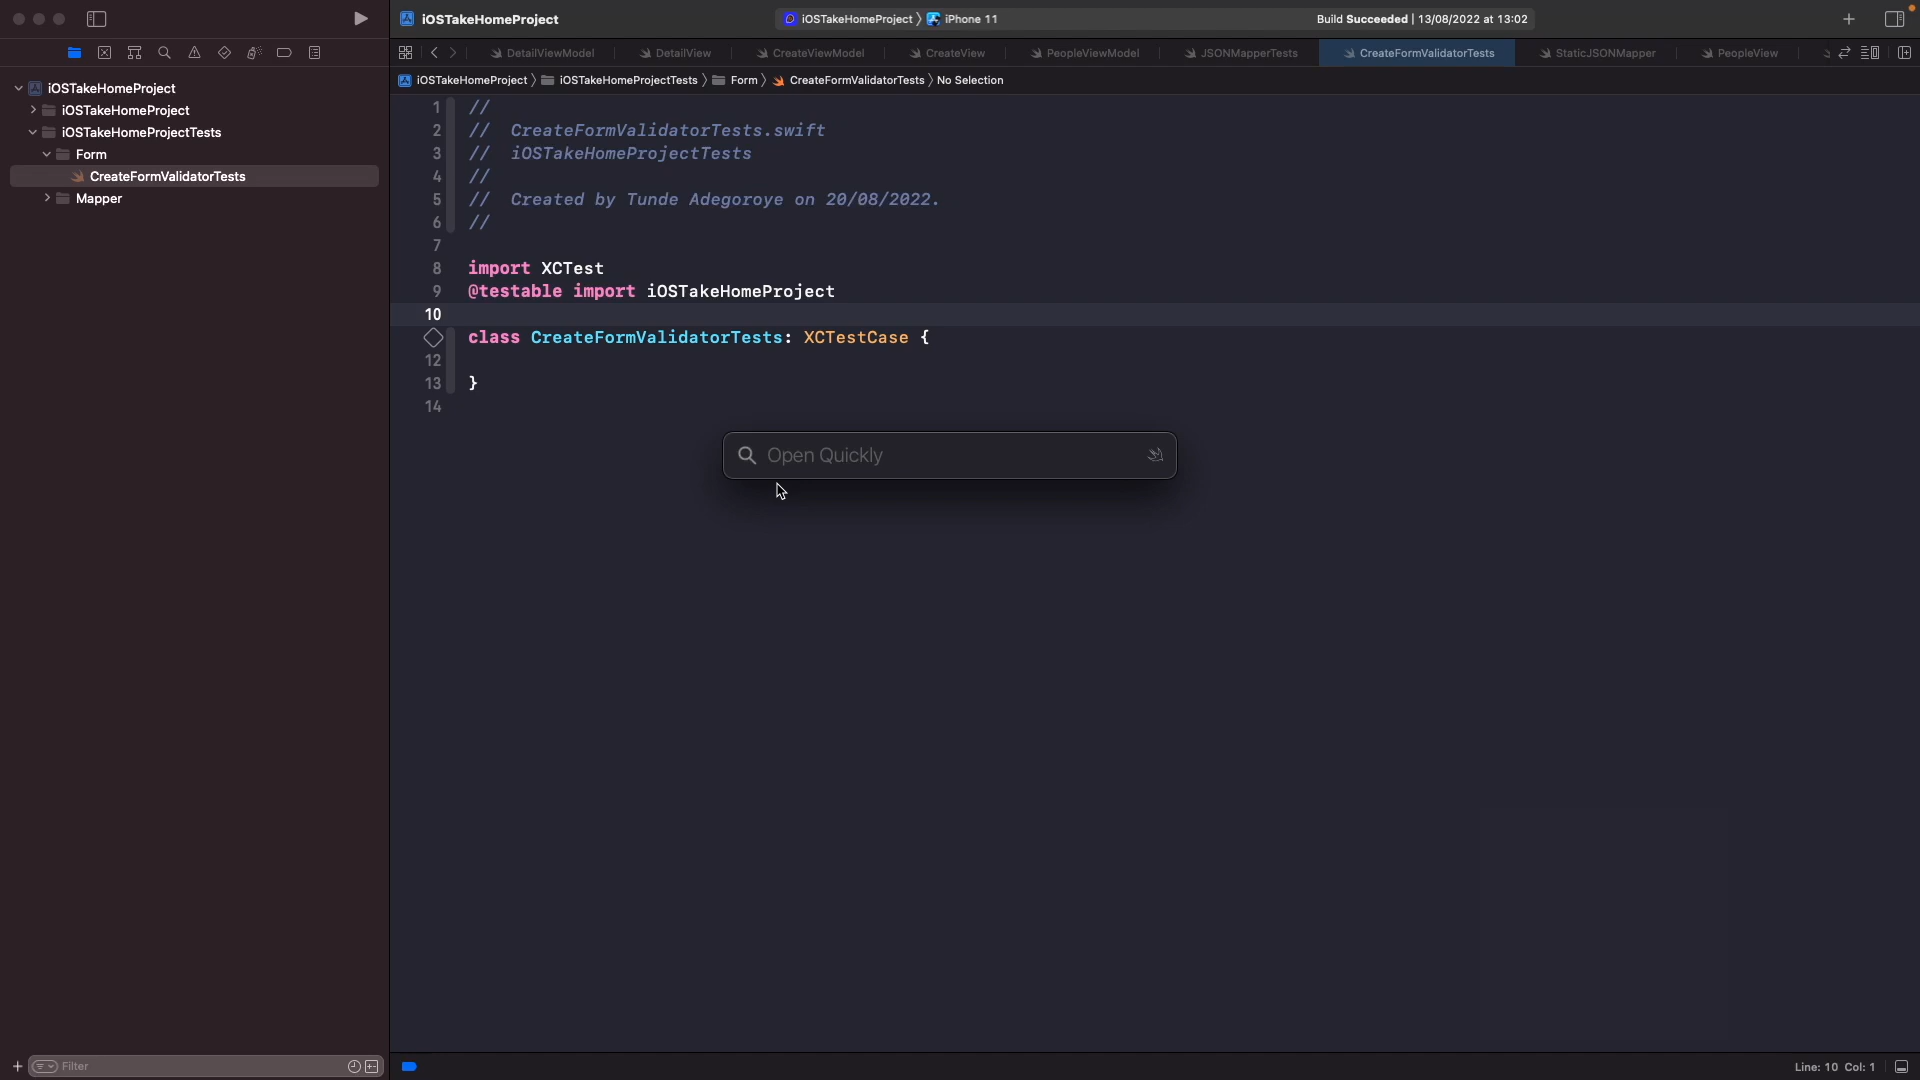 iOSTakeHomeProject
iOSTakeHomeProject 〉 iPhone 11
Build Succeeded | 13/08/2022 at 13:02
DetailViewModel
DetailView
CreateViewModel
CreateView
PeopleViewModel
JSONMapperTests
CreateFormValidatorTests
StaticJSONMapper
PeopleView
iOSTakeHomeProject 〉 iOSTakeHomeProjectTests 〉 Form 〉 CreateFormValidatorTests 〉 No Selection
iOSTakeHomeProject
iOSTakeHomeProject
iOSTakeHomeProjectTests
Form
CreateFormValidatorTests
Mapper
1 //
2 //  CreateFormValidatorTests.swift
3 //  iOSTakeHomeProjectTests
4 //
5 //  Created by Tunde Adegoroye on 20/08/2022.
6 //
7
8 import XCTest
9 @testable import iOSTakeHomeProject
10
class CreateFormValidatorTests: XCTestCase {
12
13 }
14
Open Quickly
Filter
Line: 10 Col: 1